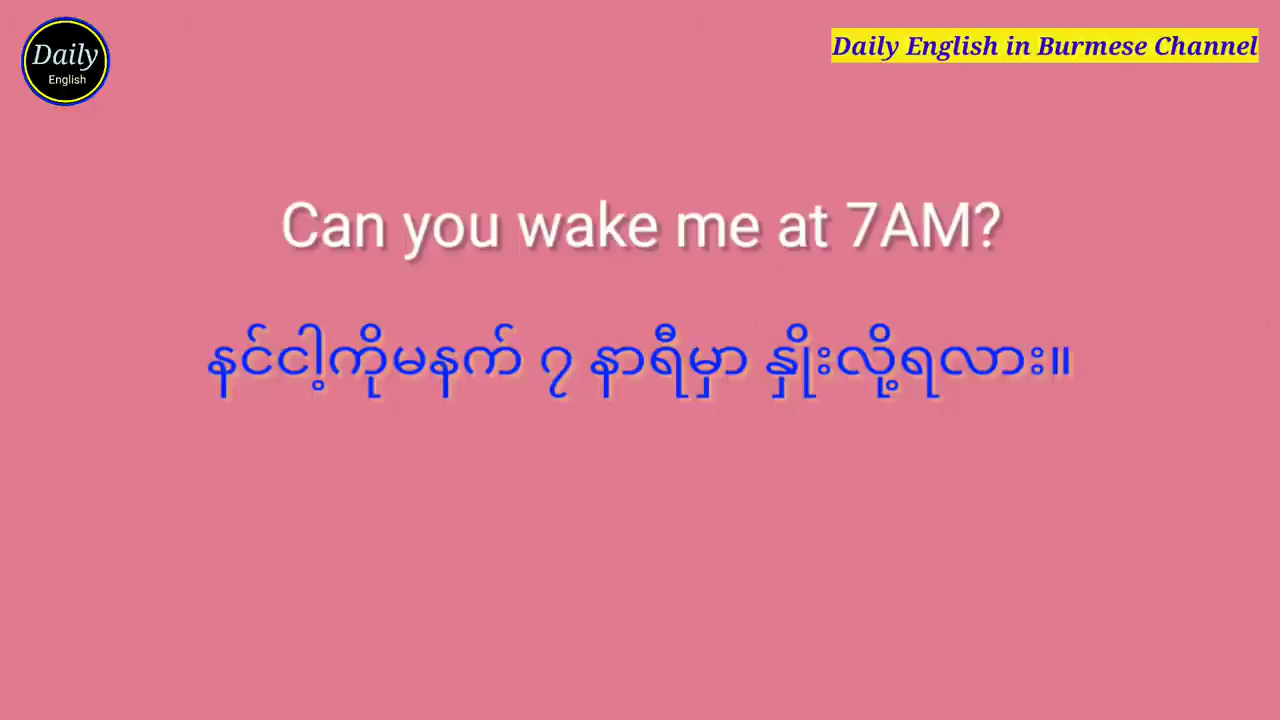 Daily
English
Daily English in Burmese Channel
Can you wake me at 7AM?
နင်ငါ့ကိုမနက် ၇ နာရီမှာ နှိုးလို့ရလား။